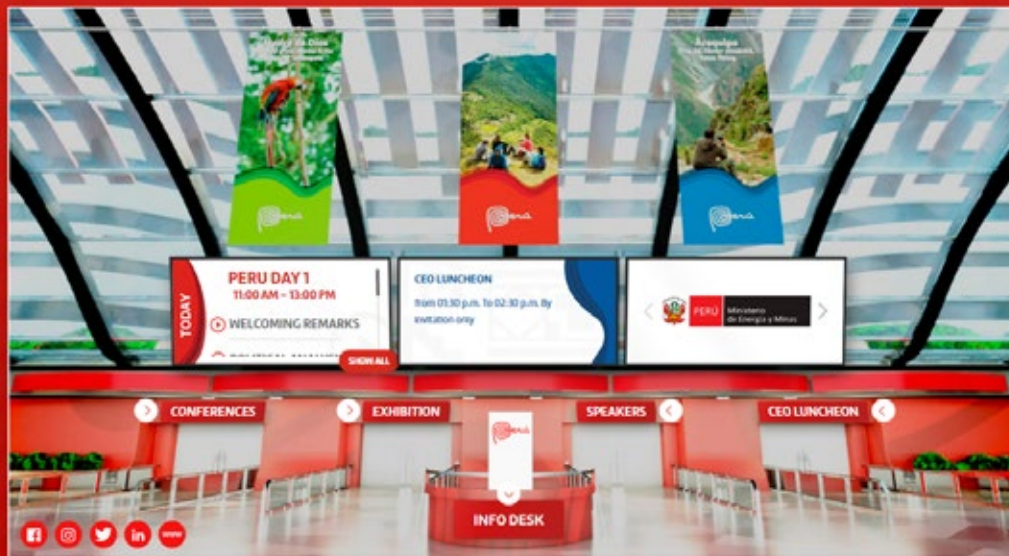 Arequipa
Perú
Perú
Perú
TODAY
PERU DAY 1
11:00 AM – 13:00 PM
WELCOMING REMARKS
SHOW ALL
CEO LUNCHEON
from 01:30 p.m. To 02:30 p.m. By
invitation only
PERÚ
Ministerio
de Energía y Minas
CONFERENCES
EXHIBITION
Perú
SPEAKERS
CEO LUNCHEON
INFO DESK
www